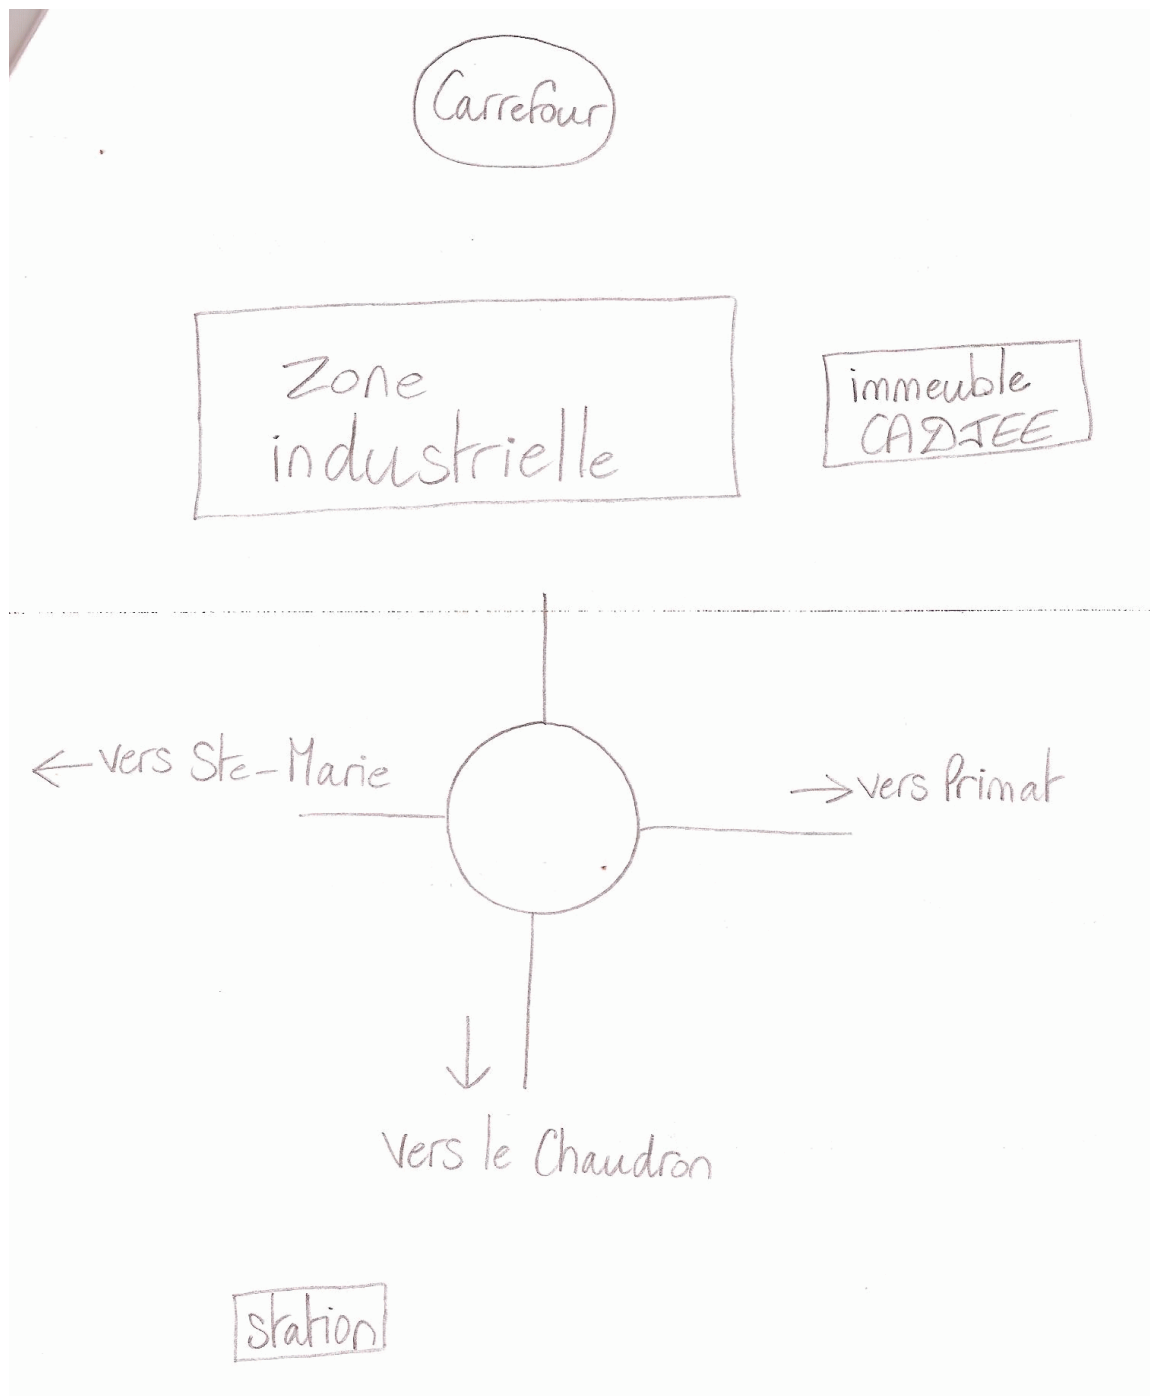 Carrefour
Zone
industrielle
immeuble
CADJEE
vers Ste-Marie
vers Primat
vers le Chaudron
station